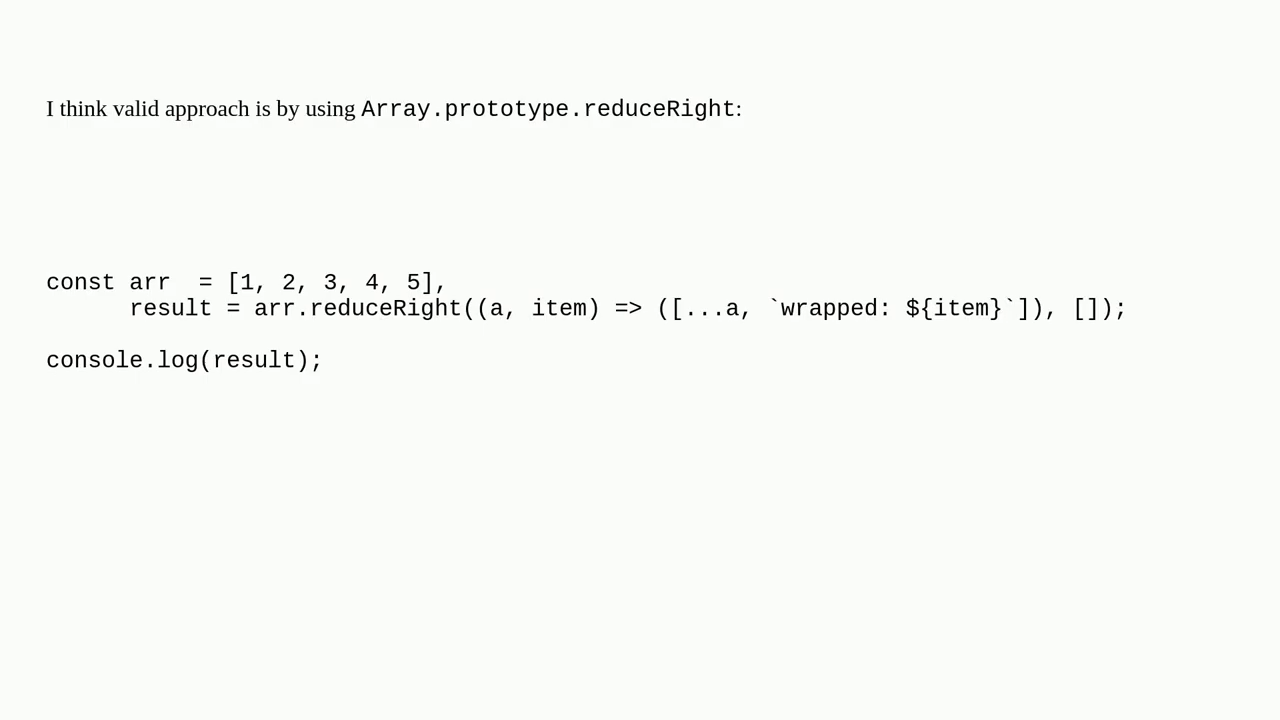 I think valid approach is by using Array.prototype.reduceRight:
const arr  = [1, 2, 3, 4, 5],
      result = arr.reduceRight((a, item) => ([...a, `wrapped: ${item}`]), []);
console.log(result);